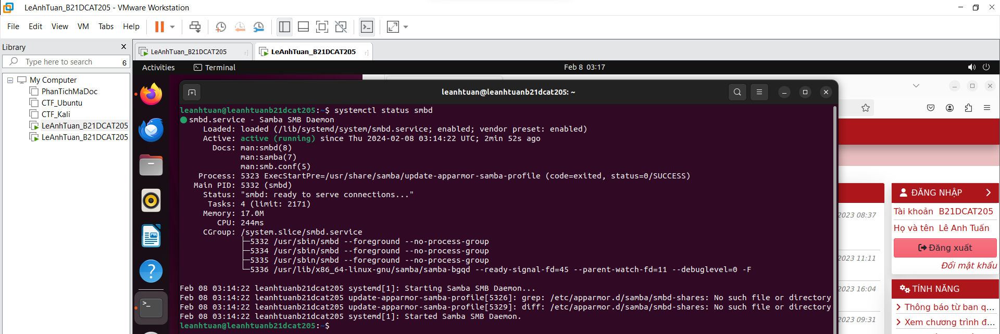 LeAnhTuan_B21DCAT205 - VMware Workstation
File Edit View VM Tabs Help
Library
Type here to search
6
My Computer
PhanTichMaDoc
CTF_Ubuntu
CTF_Kali
LeAnhTuan_B21DCAT205
LeAnhTuan_B21DCAT205
LeAnhTuan_B21DCAT205
LeAnhTuan_B21DCAT205
Activities Terminal Feb 8 03:17
leanhtuan@leanhtuanb21dcat205: ~
leanhtuan@leanhtuanb21dcat205:~$ systemctl status smbd
smbd.service - Samba SMB Daemon
Loaded: loaded (/lib/systemd/system/smbd.service; enabled; vendor preset: enabled)
Active: active (running) since Thu 2024-02-08 03:14:22 UTC; 2min 52s ago
Docs: man:smbd(8)
man:samba(7)
man:smb.conf(5)
Process: 5323 ExecStartPre=/usr/share/samba/update-apparmor-samba-profile (code=exited, status=0/SUCCESS)
Main PID: 5332 (smbd)
Status: "smbd: ready to serve connections..."
Tasks: 4 (limit: 2171)
Memory: 17.0M
CPU: 244ms
CGroup: /system.slice/smbd.service
├─5332 /usr/sbin/smbd --foreground --no-process-group
├─5334 /usr/sbin/smbd --foreground --no-process-group
├─5335 /usr/sbin/smbd --foreground --no-process-group
└─5336 /usr/lib/x86_64-linux-gnu/samba/samba-bgqd --ready-signal-fd=45 --parent-watch-fd=11 --debuglevel=0 -F
Feb 08 03:14:22 leanhtuanb21dcat205 systemd[1]: Starting Samba SMB Daemon...
Feb 08 03:14:22 leanhtuanb21dcat205 update-apparmor-samba-profile[5326]: grep: /etc/apparmor.d/samba/smbd-shares: No such file or directory
Feb 08 03:14:22 leanhtuanb21dcat205 update-apparmor-samba-profile[5329]: diff: /etc/apparmor.d/samba/smbd-shares: No such file or directory
Feb 08 03:14:22 leanhtuanb21dcat205 systemd[1]: Started Samba SMB Daemon.
leanhtuan@leanhtuanb21dcat205:~$
2023 08:37
2023 11:11
2023 16:04
2023 09:31
ĐĂNG NHẬP
Tài khoản B21DCAT205
Họ và tên Lê Anh Tuấn
Đăng xuất
Đổi mật khẩu
TÍNH NĂNG
Thông báo từ ban q...
Xem chương trình đ...